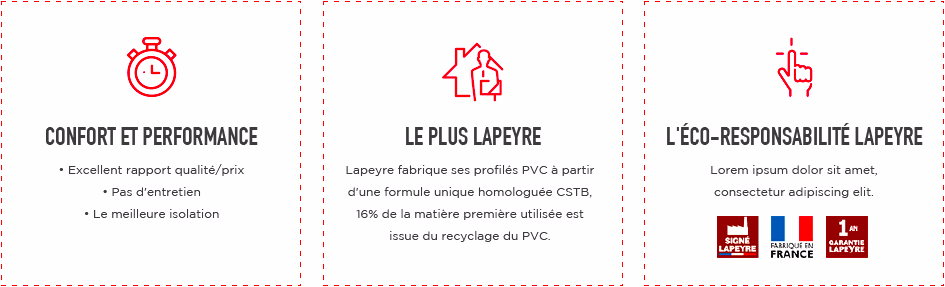 CONFORT ET PERFORMANCE
• Excellent rapport qualité/prix
• Pas d'entretien
• Le meilleure isolation
LE PLUS LAPEYRE
Lapeyre fabrique ses profilés PVC à partir
d'une formule unique homologuée CSTB,
16% de la matière première utilisée est
issue du recyclage du PVC.
L'ÉCO-RESPONSABILITÉ LAPEYRE
Lorem ipsum dolor sit amet,
consectetur adipiscing elit.
SIGNÉ
LAPEYRE
FABRIQUÉ EN
FRANCE
1 AN
GARANTIE
LAPEYRE